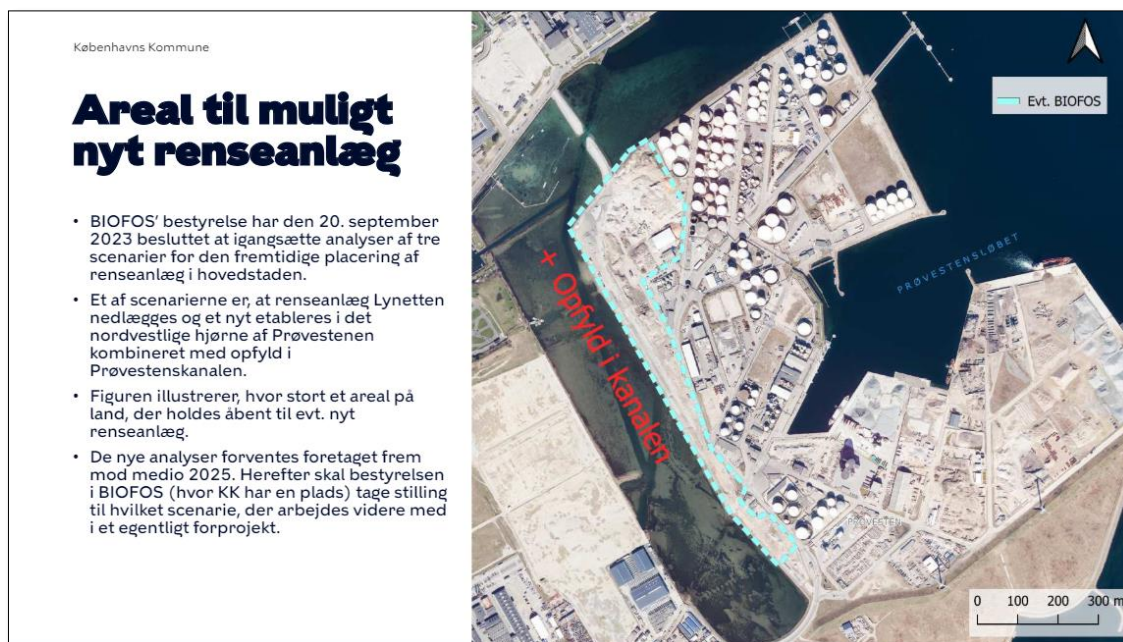 Københavns Kommune
Areal til muligt
nyt renseanlæg
• BIOFOS' bestyrelse har den 20. september
2023 besluttet at igangsætte analyser af tre
scenarier for den fremtidige placering af
renseanlæg i hovedstaden.
• Et af scenarierne er, at renseanlæg Lynetten
nedlægges og et nyt etableres i det
nordvestlige hjørne af Prøvestenen
kombineret med opfyld i
Prøvestenskanalen.
• Figuren illustrerer, hvor stort et areal på
land, der holdes åbent til evt. nyt
renseanlæg.
• De nye analyser forventes foretaget frem
mod medio 2025. Herefter skal bestyrelsen
i BIOFOS (hvor KK har en plads) tage stilling
til hvilket scenarie, der arbejdes videre med
i et egentligt forprojekt.
Evt. BIOFOS
+ Opfyld i kanalen
PRØVESTENSLØBET
0 100 200 300 m